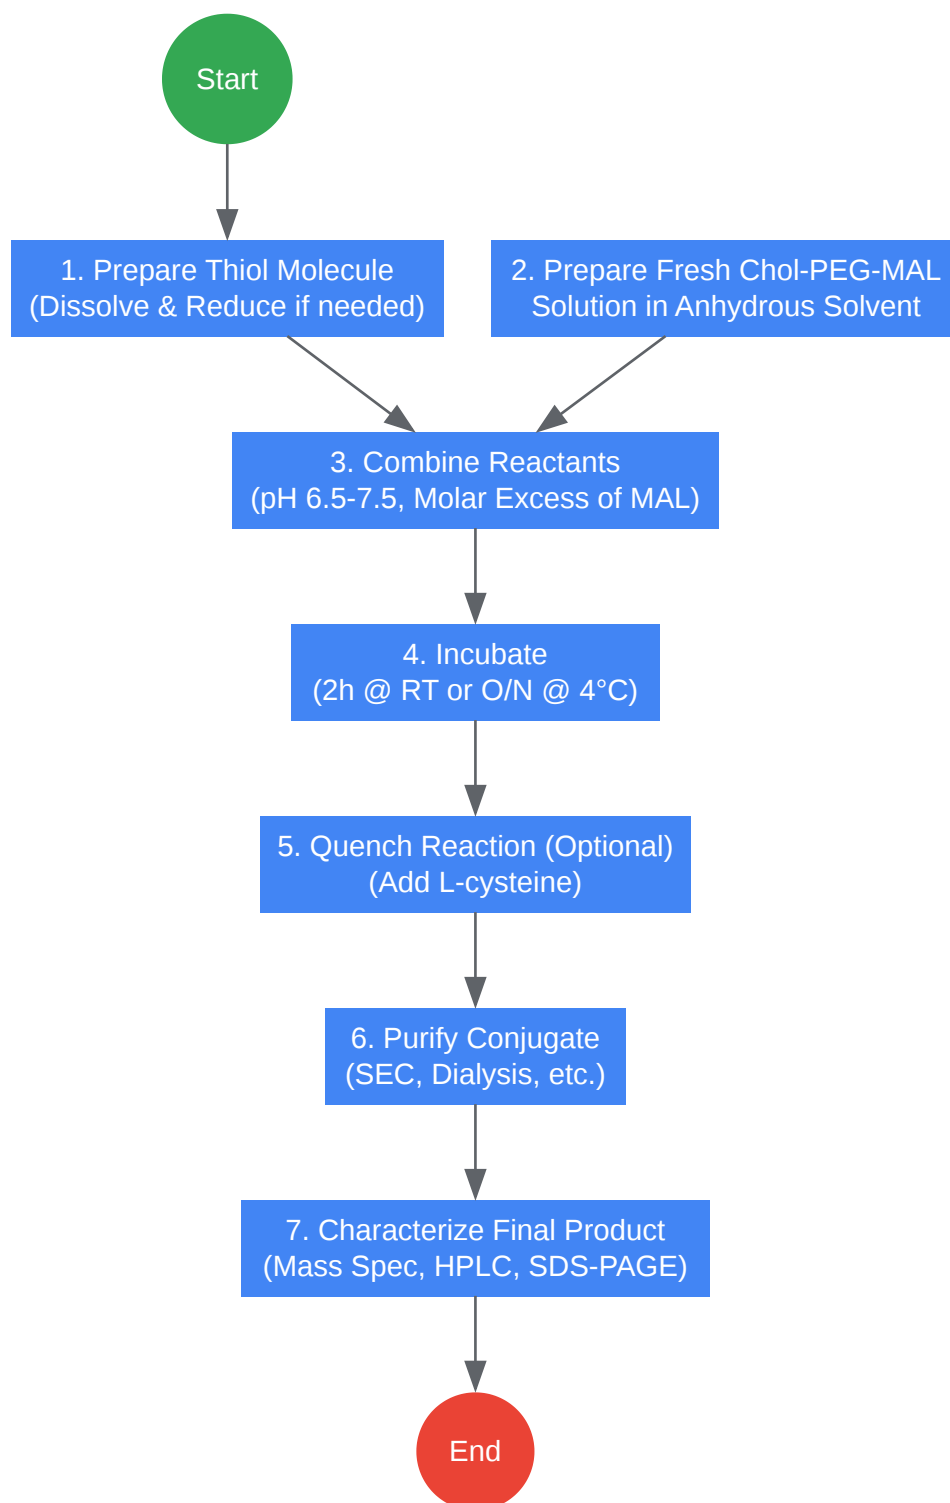 Start
1. Prepare Thiol Molecule
(Dissolve & Reduce if needed)
2. Prepare Fresh Chol-PEG-MAL
Solution in Anhydrous Solvent
3. Combine Reactants
(pH 6.5-7.5, Molar Excess of MAL)
4. Incubate
(2h @ RT or O/N @ 4°C)
5. Quench Reaction (Optional)
(Add L-cysteine)
6. Purify Conjugate
(SEC, Dialysis, etc.)
7. Characterize Final Product
(Mass Spec, HPLC, SDS-PAGE)
End